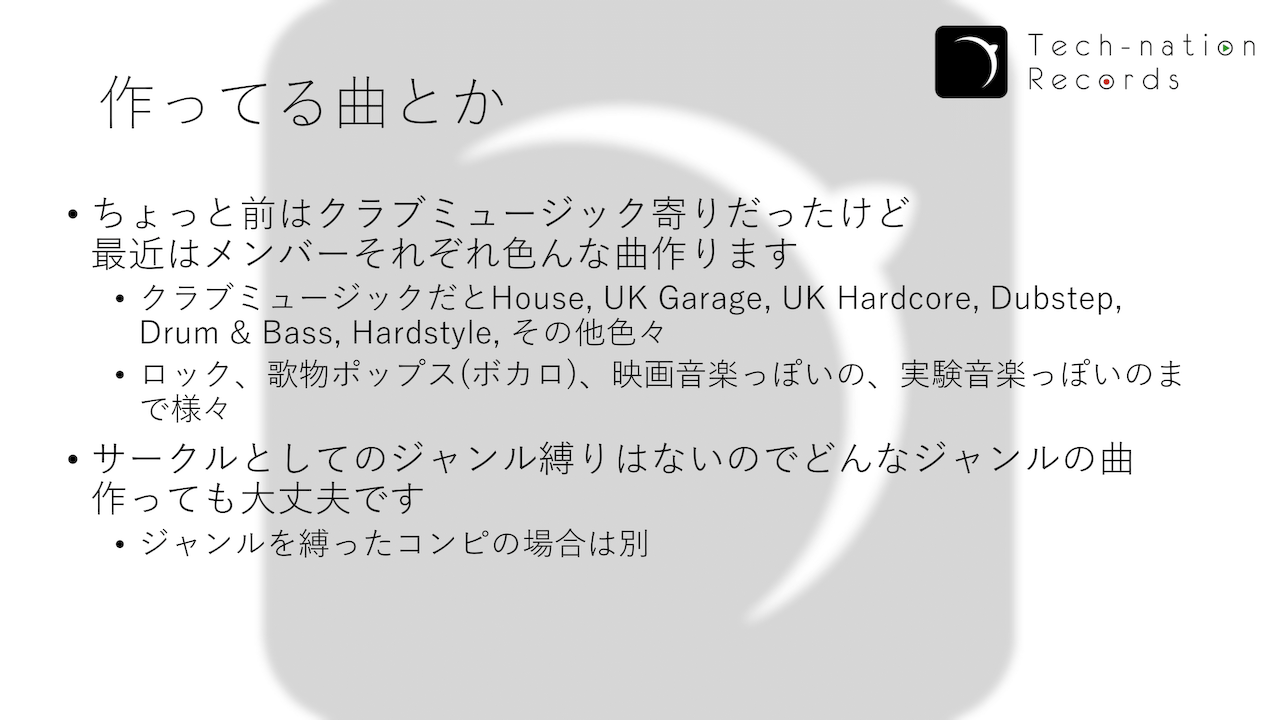 Tech-nation
Records
作ってる曲とか
• ちょっと前はクラブミュージック寄りだったけど
最近はメンバーそれぞれ色んな曲作ります
• クラブミュージックだとHouse, UK Garage, UK Hardcore, Dubstep,
Drum & Bass, Hardstyle, その他色々
• ロック、歌物ポップス(ボカロ)、映画音楽っぽいの、実験音楽っぽいのま
で様々
• サークルとしてのジャンル縛りはないのでどんなジャンルの曲
作っても大丈夫です
• ジャンルを縛ったコンピの場合は別